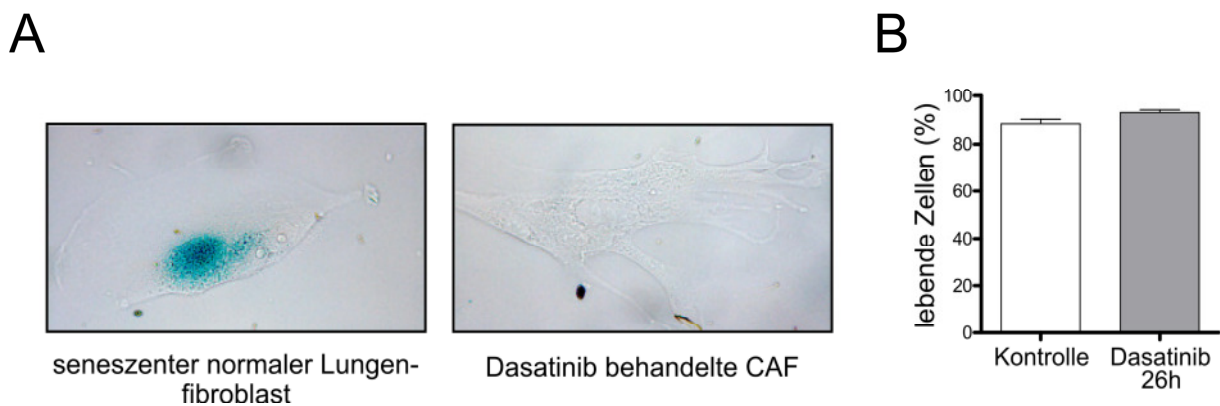 A
seneszenter normaler Lungen-
fibroblast
Dasatinib behandelte CAF
B
lebende Zellen (%)
100
80
60
40
20
0
Kontrolle
Dasatinib
26h